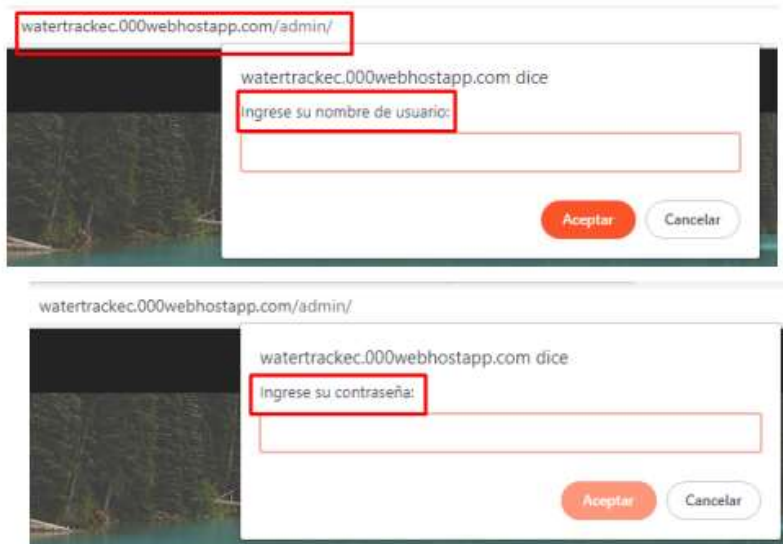 watertrackec.000webhostapp.com/admin/
watertrackec.000webhostapp.com dice
Ingrese su nombre de usuario:
Aceptar Cancelar
watertrackec.000webhostapp.com/admin/
watertrackec.000webhostapp.com dice
Ingrese su contraseña:
Aceptar Cancelar